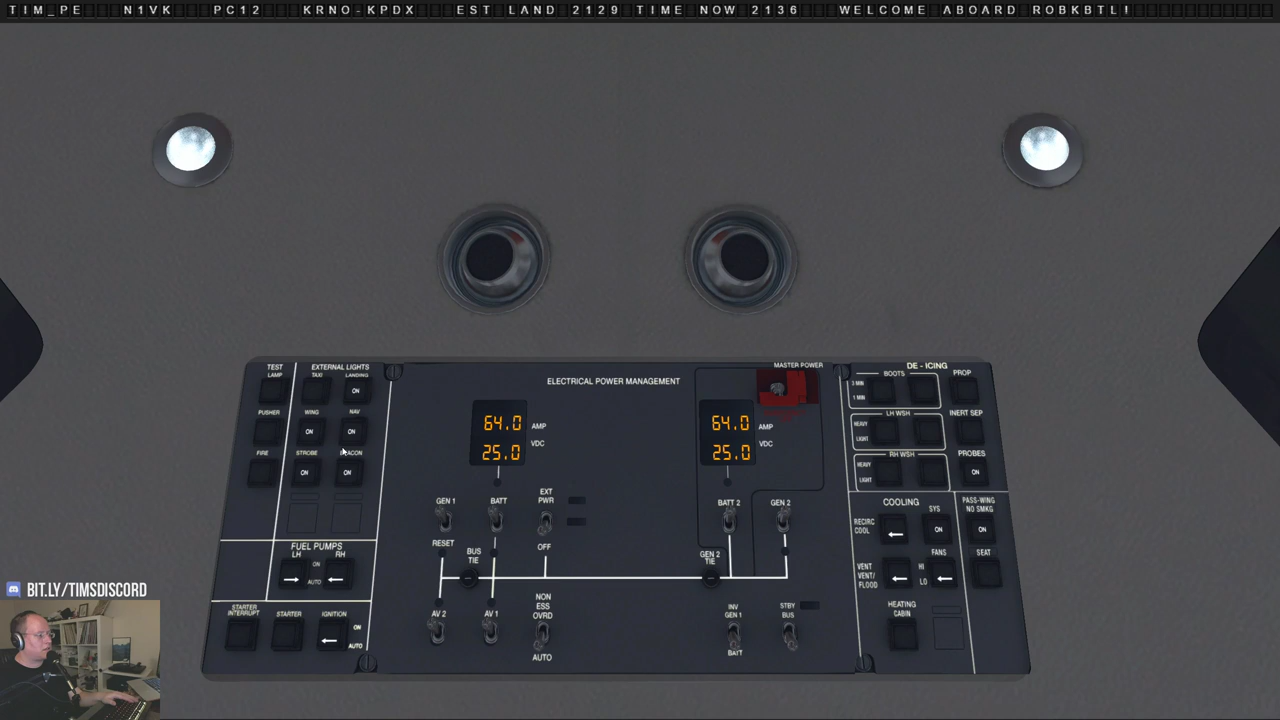 TIM_PE N1VK PC12 KRNO-KPDX EST LAND 2129 TIME NOW 2136 WELCOME ABOARD ROBKBTL!
TEST
LAMP
EXTERNAL LIGHTS
TAXI LANDING
ON
PUSHER WING NAV
ON ON
FIRE STROBE BEACON
ON ON
FUEL PUMPS
LH RH
ON
AUTO
STARTER INTERRUPT STARTER IGNITION
ON
AUTO
ELECTRICAL POWER MANAGEMENT
MASTER POWER
64.0 AMP
25.0 VDC
64.0 AMP
25.0 VDC
GEN 1 BATT EXT PWR
BATT 2 GEN 2
RESET
OFF
BUS TIE
GEN 2 TIE
AV 2 AV 1
NON ESS OVRD
AUTO
INV GEN 1
BATT
STBY BUS
DE - ICING
BOOTS PROP
3 MIN
1 MIN
LH WSH INERT SEP
HEAVY
LIGHT
RH WSH PROBES
HEAVY
LIGHT
ON
COOLING
SYS
PASS-WING NO SMKG
RECIRC COOL
ON
ON
FANS SEAT
VENT VENT/FLOOD
HI
LO
HEATING CABIN
BIT.LY/TIMSDISCORD